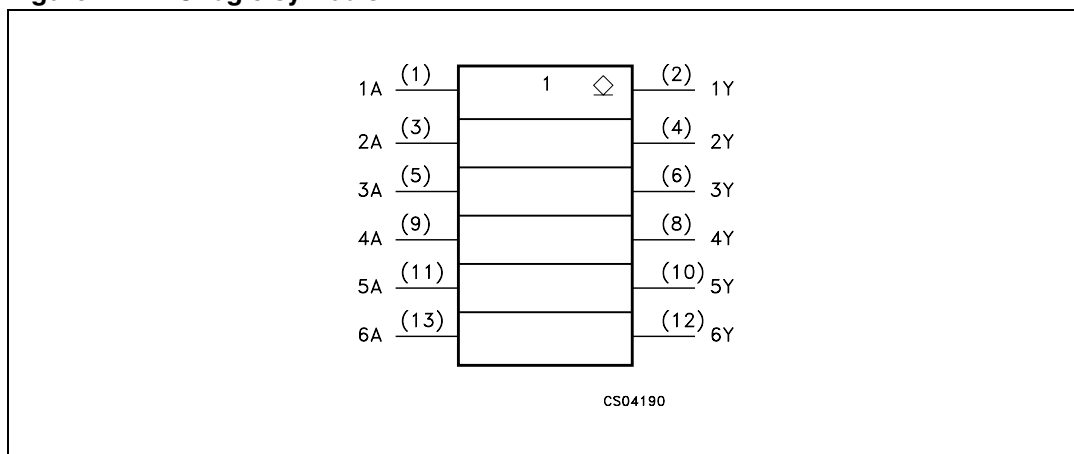 1A (1) 1 (2) 1Y
2A (3) (4) 2Y
3A (5) (6) 3Y
4A (9) (8) 4Y
5A (11) (10) 5Y
6A (13) (12) 6Y
CS04190